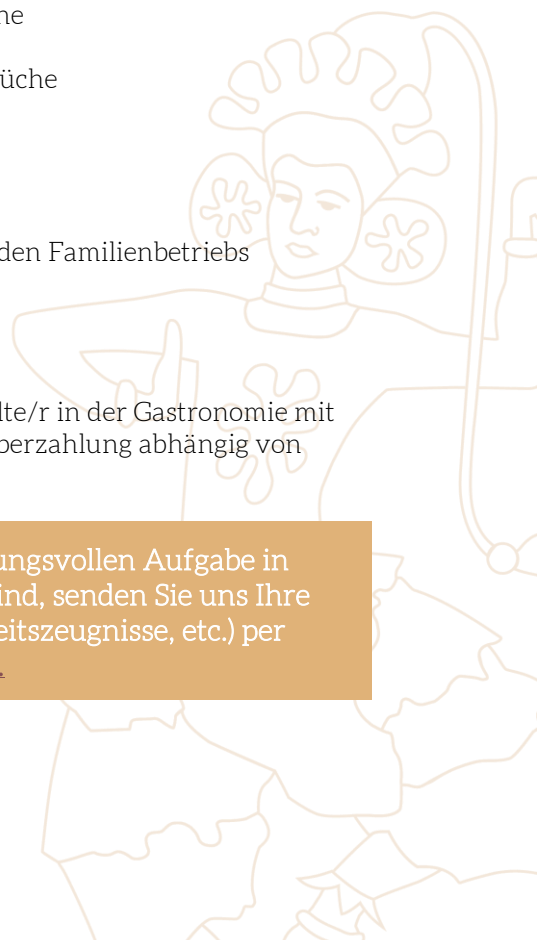 ne
üche
den Familienbetriebs
lte/r in der Gastronomie mit
berzahlung abhängig von
ungsvollen Aufgabe in
ind, senden Sie uns Ihre
eitszeugnisse, etc.) per
.